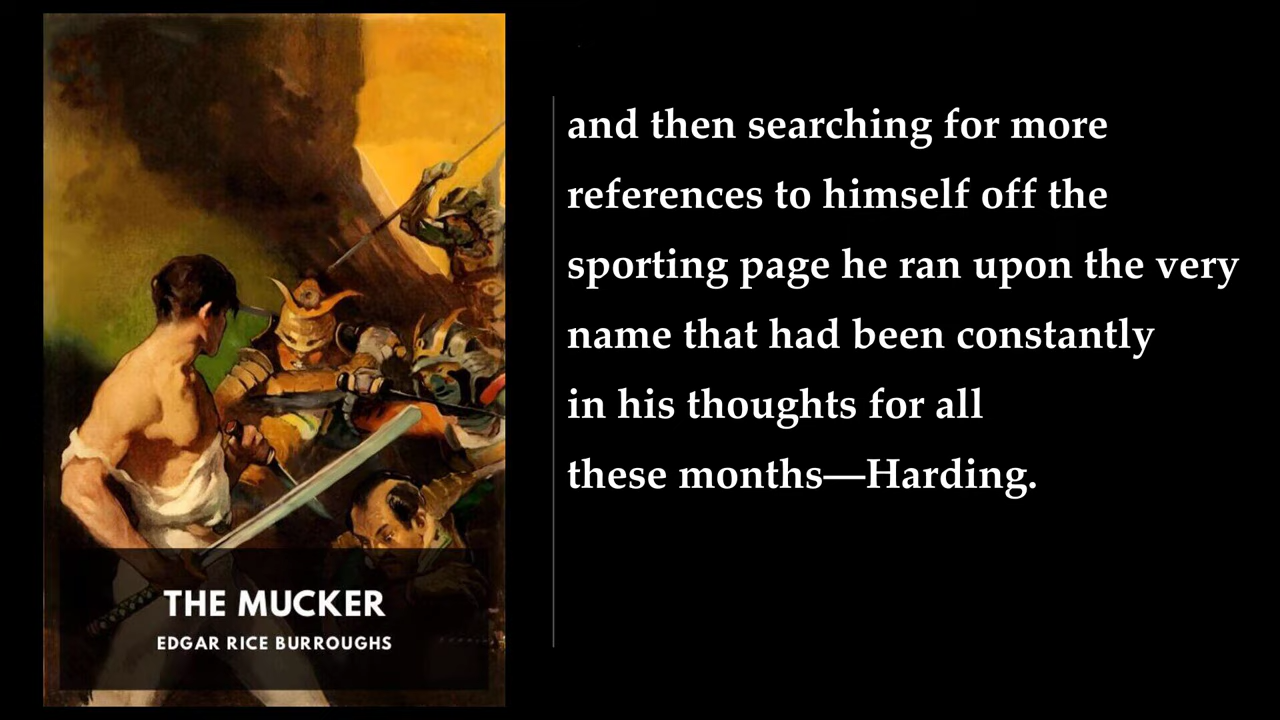 THE MUCKER
EDGAR RICE BURROUGHS
and then searching for more
references to himself off the
sporting page he ran upon the very
name that had been constantly
in his thoughts for all
these months—Harding.